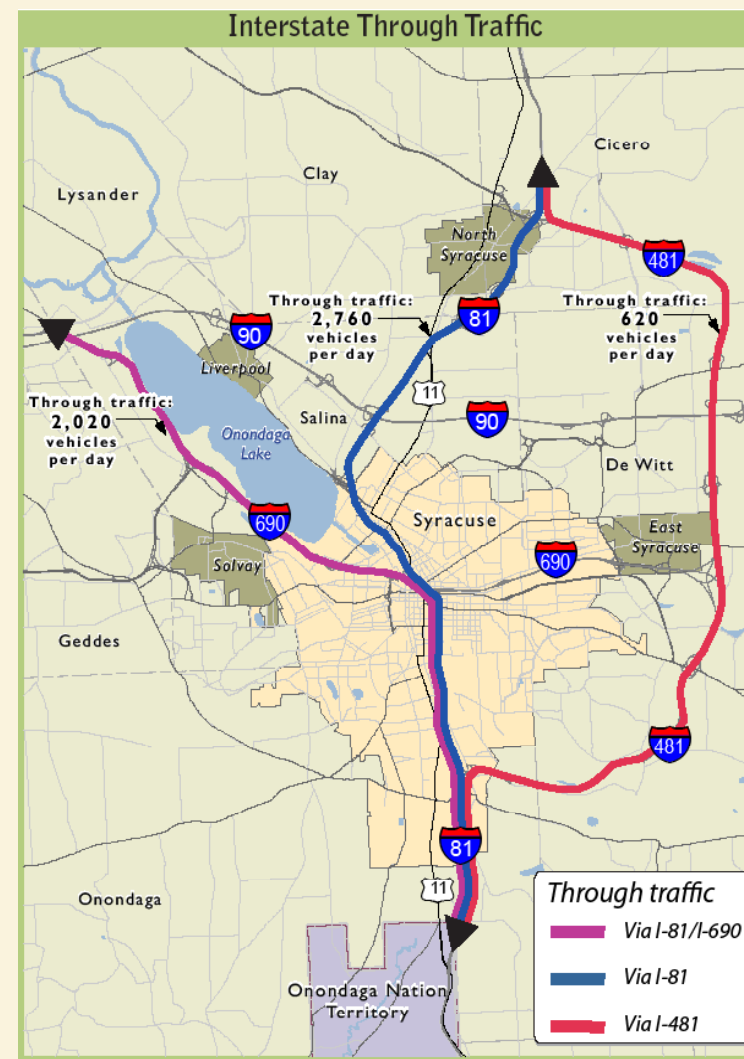 Interstate Through Traffic
Cicero
Clay
Lysander
North
Syracuse
481
Through traffic:
2,760
vehicles
per day
81
Through traffic:
620
vehicles
per day
90
Liverpool
11
Through traffic:
2,020
vehicles
per day
Salina
90
Onondaga
Lake
De Witt
690
Syracuse
East
Syracuse
690
Solvay
Geddes
481
81
11
Onondaga
Onondaga Nation
Territory
Through traffic
Via I-81/I-690
Via I-81
Via I-481